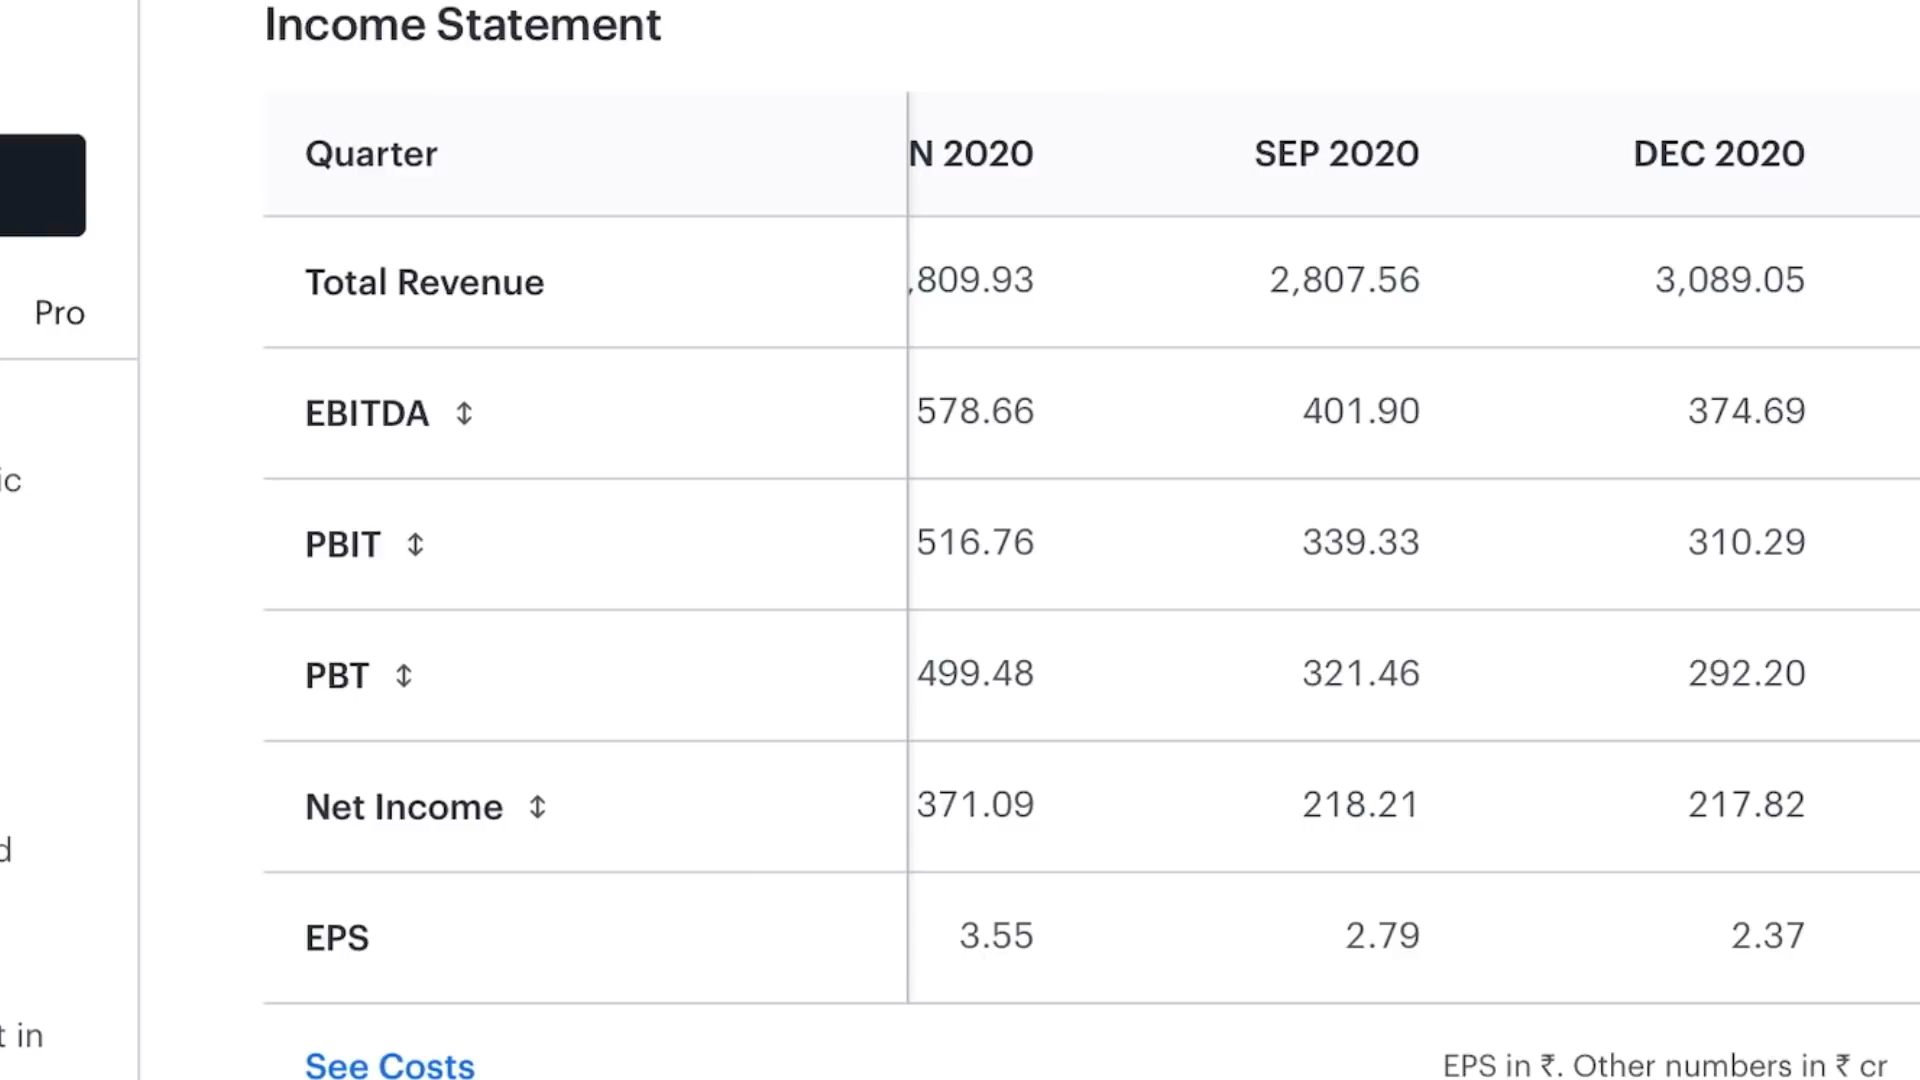 Income Statement
Quarter N 2020 SEP 2020 DEC 2020
Total Revenue ,809.93 2,807.56 3,089.05
Pro
EBITDA 578.66 401.90 374.69
ic
PBIT 516.76 339.33 310.29
PBT 499.48 321.46 292.20
Net Income 371.09 218.21 217.82
d
EPS 3.55 2.79 2.37
t in
See Costs EPS in ₹. Other numbers in ₹ cr